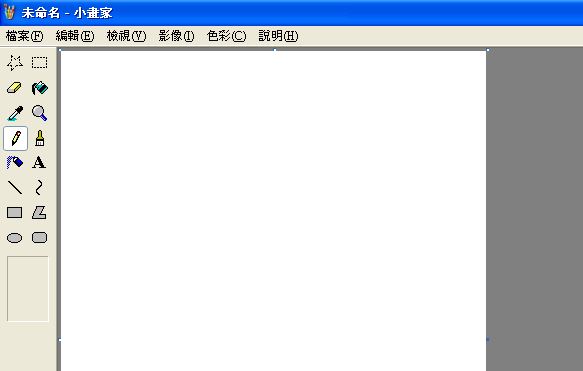 未命名 - 小畫家
檔案(F) 編輯(E) 檢視(V) 影像(I) 色彩(C) 說明(H)
A